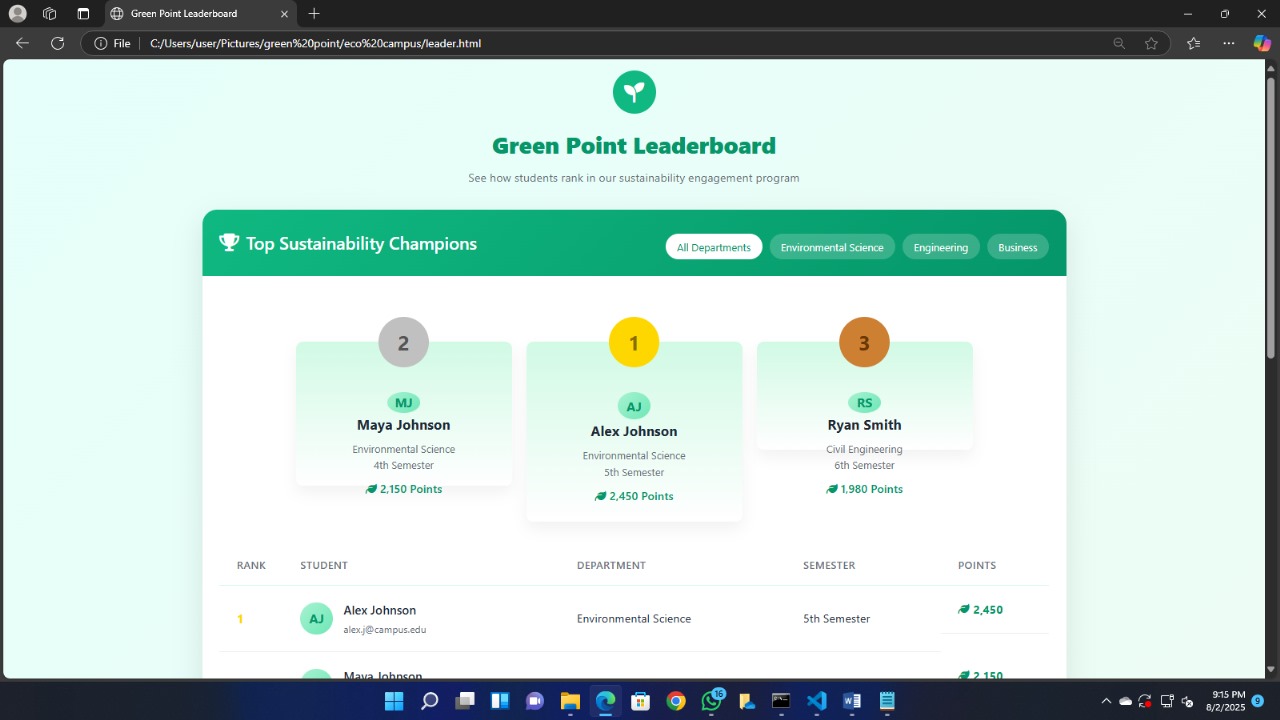 Green Point Leaderboard
File C:/Users/user/Pictures/green%20point/eco%20campus/leader.html
Green Point Leaderboard
See how students rank in our sustainability engagement program
Top Sustainability Champions
All Departments Environmental Science Engineering Business
2 1 3
MJ AJ RS
Maya Johnson Alex Johnson Ryan Smith
Environmental Science Environmental Science Civil Engineering
4th Semester 5th Semester 6th Semester
2,150 Points 2,450 Points 1,980 Points
RANK STUDENT DEPARTMENT SEMESTER POINTS
1 AJ Alex Johnson Environmental Science 5th Semester 2,450
alex.j@campus.edu
Maya Johnson 2,150
16
9:15 PM
8/2/2025
9